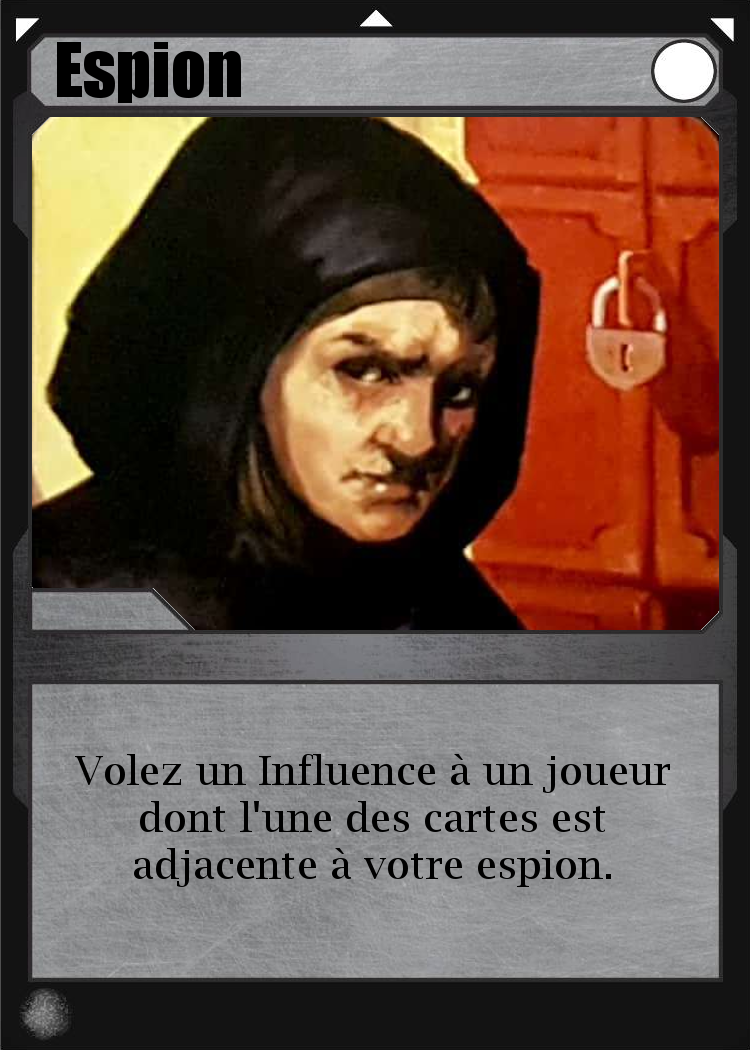 Espion
Volez un Influence à un joueur
dont l'une des cartes est
adjacente à votre espion.